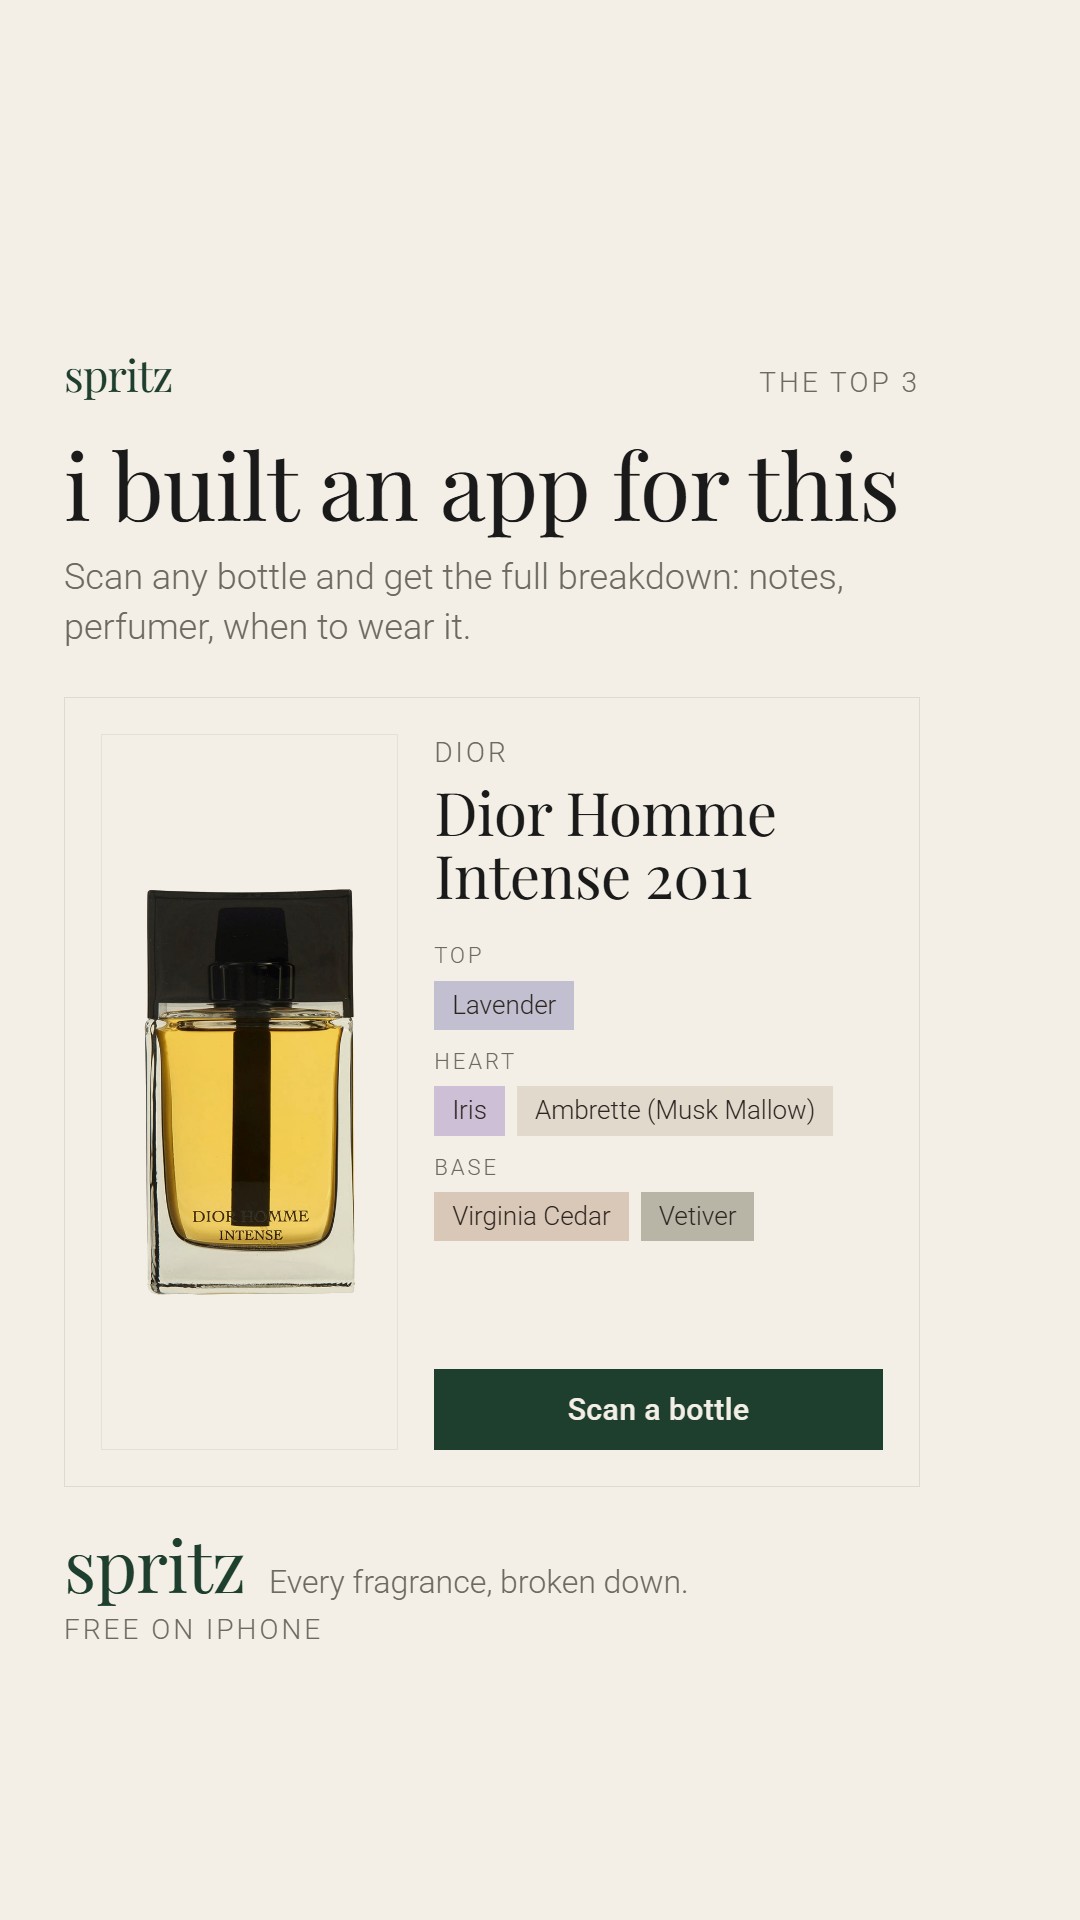 spritz
THE TOP 3
i built an app for this
Scan any bottle and get the full breakdown: notes,
perfumer, when to wear it.
DIOR
Dior Homme
Intense 2011
TOP
Lavender
HEART
Iris
Ambrette (Musk Mallow)
BASE
Virginia Cedar
Vetiver
DIOR HOMME
INTENSE
Scan a bottle
spritz
Every fragrance, broken down.
FREE ON IPHONE